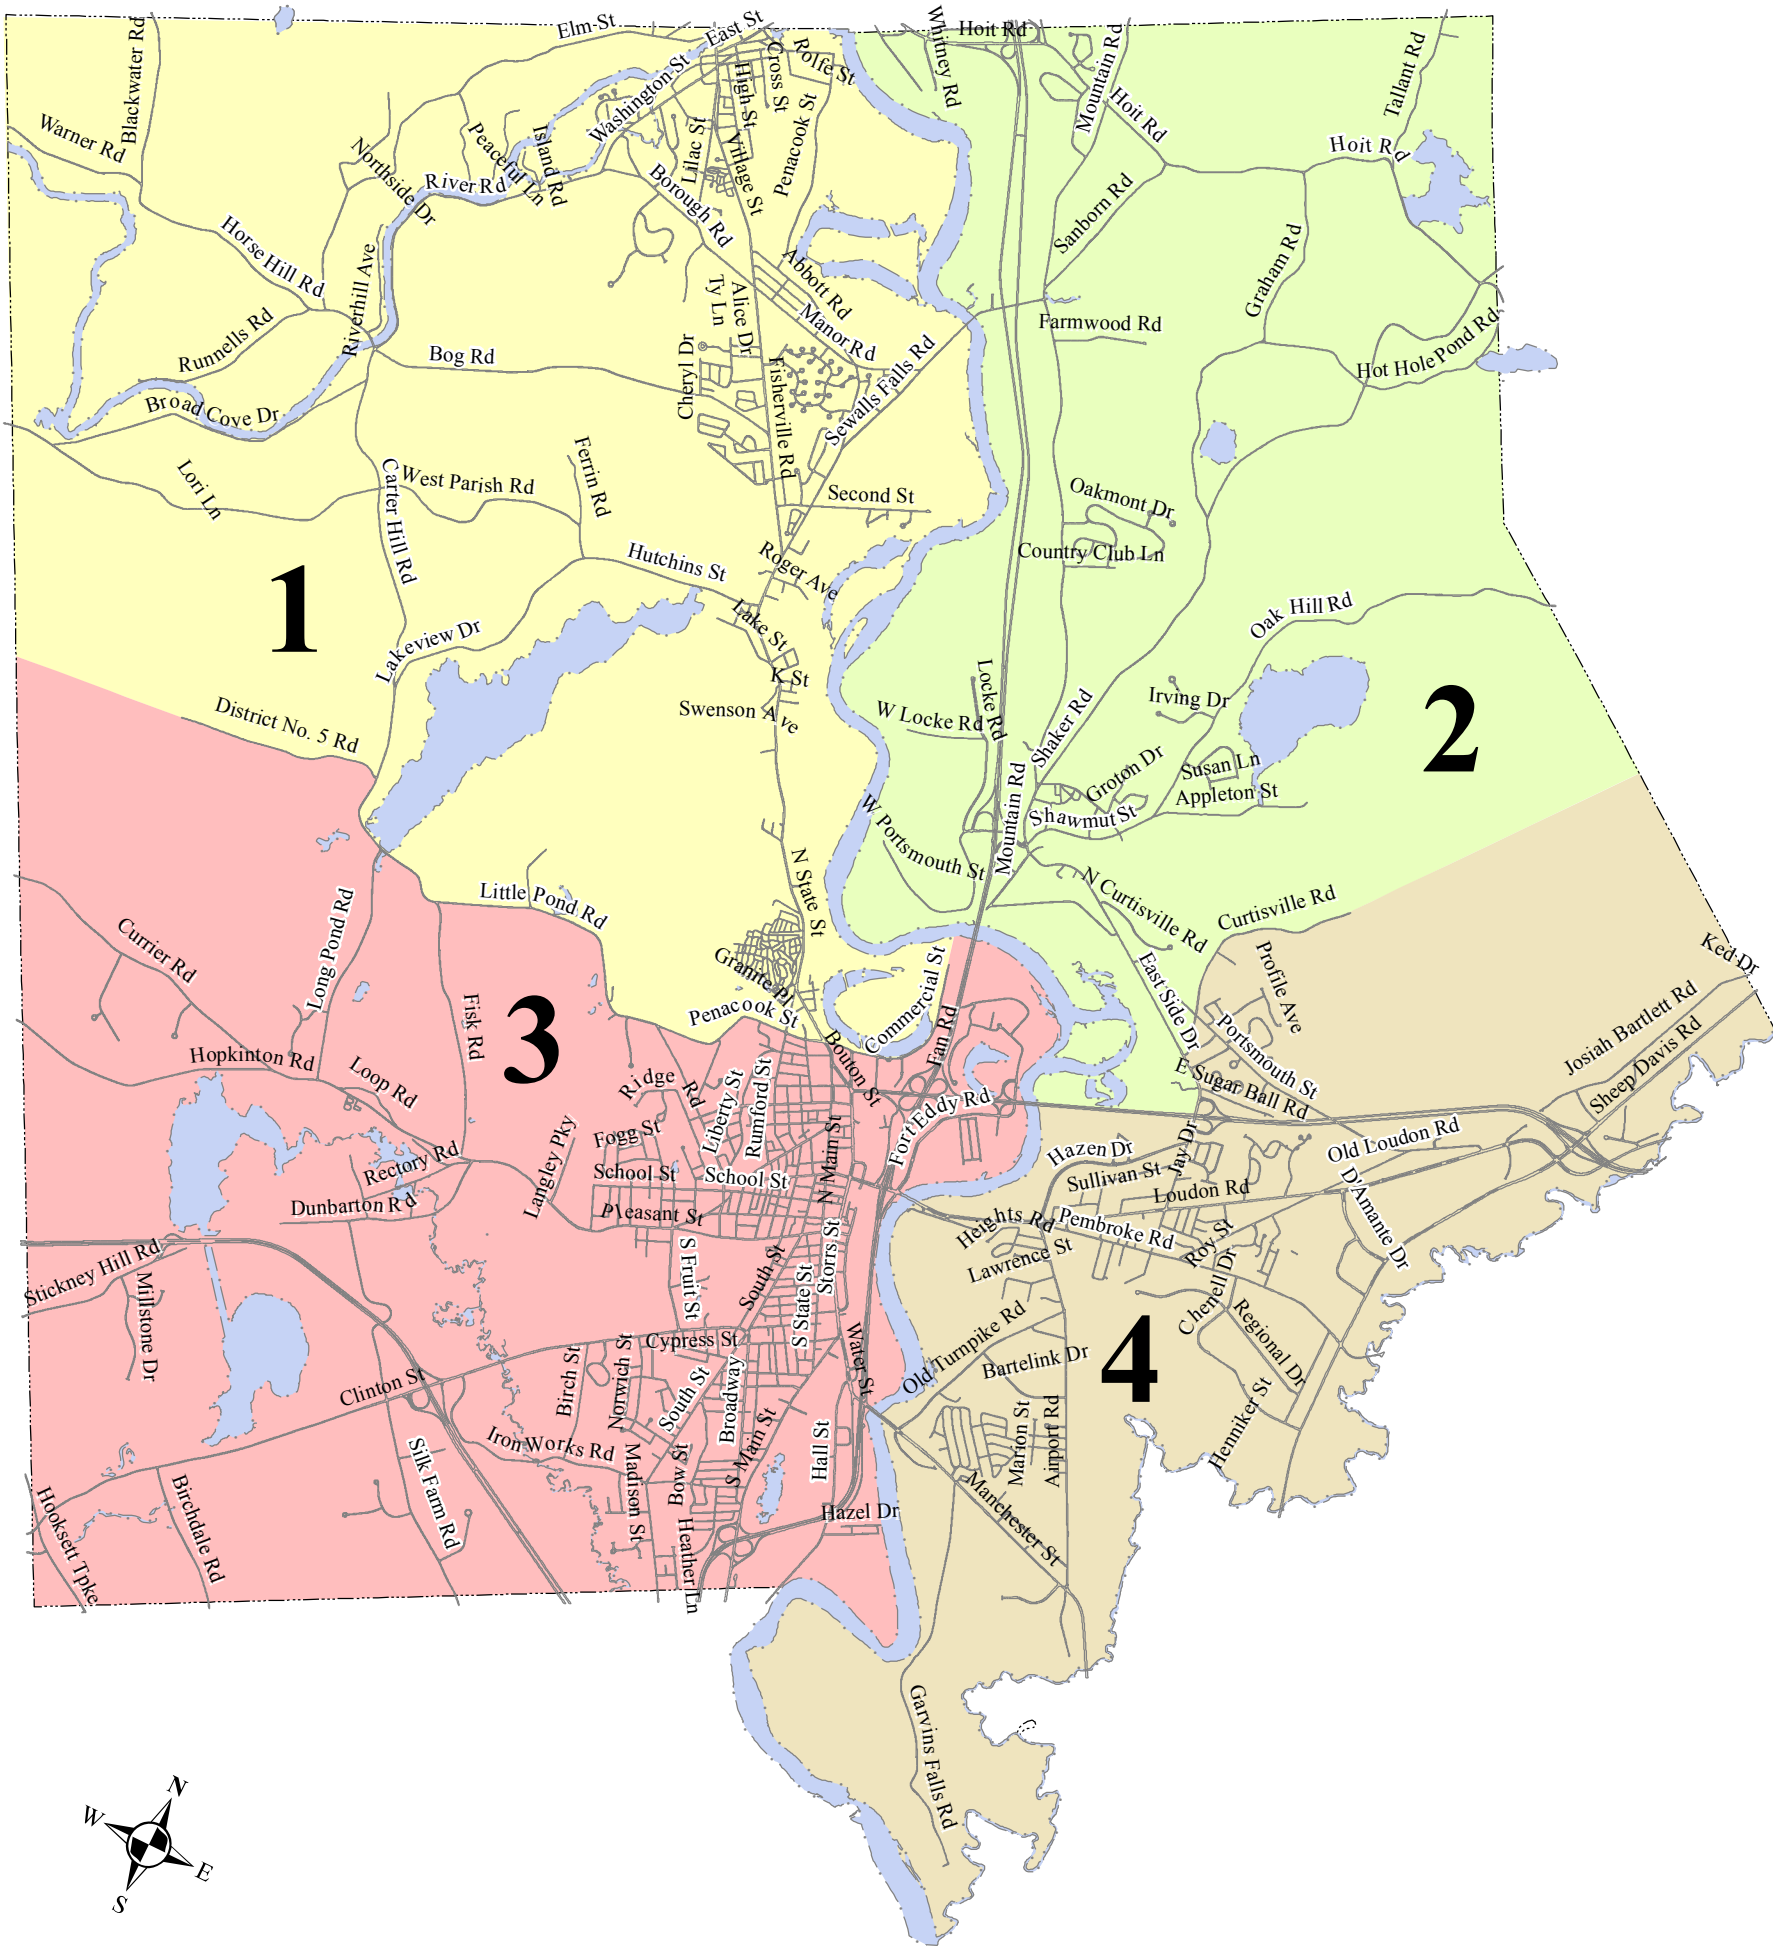 Elm-St
East St
Whitney Rd
Hoit Rd
Mountain Rd
Tallant Rd
Blackwater Rd
Washington St
High St
Cross St
Rolfe St
Hoit Rd
Hoit Rd
Warner Rd
Northside Dr
Peaceful Ln
Island Rd
River Rd
Lilac St
Village St
Penacook St
Borough Rd
Sanborn Rd
Horse Hill Rd
Riverhill Ave
Abbott Rd
Graham Rd
Ty Ln
Alice Dr
Manor Rd
Farmwood Rd
Runnells Rd
Bog Rd
Cheryl Dr
Fisherville Rd
Sewalls Falls Rd
Hot Hole Pond Rd
Broad Cove Dr
Lori Ln
Carter Hill Rd
West Parish Rd
Ferrin Rd
Second St
Oakmont Dr
Country Club Ln
Hutchins St
Roger Ave
1
Lake St
Oak Hill Rd
Lakeview Dr
K St
Swenson Ave
Locke Rd
W Locke Rd
Irving Dr
2
District No. 5 Rd
Shaker Rd
Groton Dr
Susan Ln
Appleton St
Mountain Rd
Shawmut St
W Portsmouth St
N State St
Little Pond Rd
N Curtisville Rd
Curtisville Rd
Currier Rd
Long Pond Rd
Granite Pl
Commercial St
East Side Dr
Profile Ave
Ked Dr
3
Fisk Rd
Penacook St
Fan Rd
Portsmouth St
Josiah Bartlett Rd
Sheep Davis Rd
Hopkinton Rd
Loop Rd
Ridge Rd
Liberty St
Rumford St
Bouton St
Fort Eddy Rd
E Sugar Ball Rd
Fogg St
N Main St
Hazen Dr
Jay Dr
Old Loudon Rd
Rectory Rd
Langley Pky
School St
School St
Sullivan St
Loudon Rd
D'Amante Dr
Dunbarton Rd
Pleasant St
Heights Rd
Pembroke Rd
Roy St
Stickney Hill Rd
S Fruit St
South St
Storrs St
S State St
Lawrence St
Chenell Dr
Millstone Dr
Regional Dr
Cypress St
Water St
Old Turnpike Rd
Bartelink Dr
4
Clinton St
Birch St
Norwich St
South St
Broadway
S Main St
Hall St
Marion St
Airport Rd
Henniker St
Iron Works Rd
Silk Farm Rd
Madison St
Bow St
Hazel Dr
Manchester St
Hooksett Tpke
Birchdale Rd
Heather Ln
Garvins Falls Rd
N
W
E
S